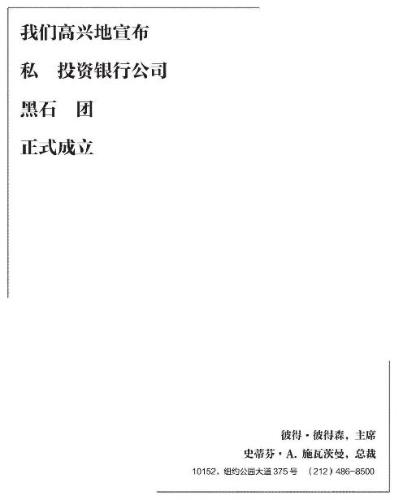 我们高兴地宣布
私 投资银行公司
黑石 团
正式成立
彼得·彼得森，主席
史蒂芬·A. 施瓦茨曼，总裁
10152，纽约公园大道 375 号 （212）486-8500